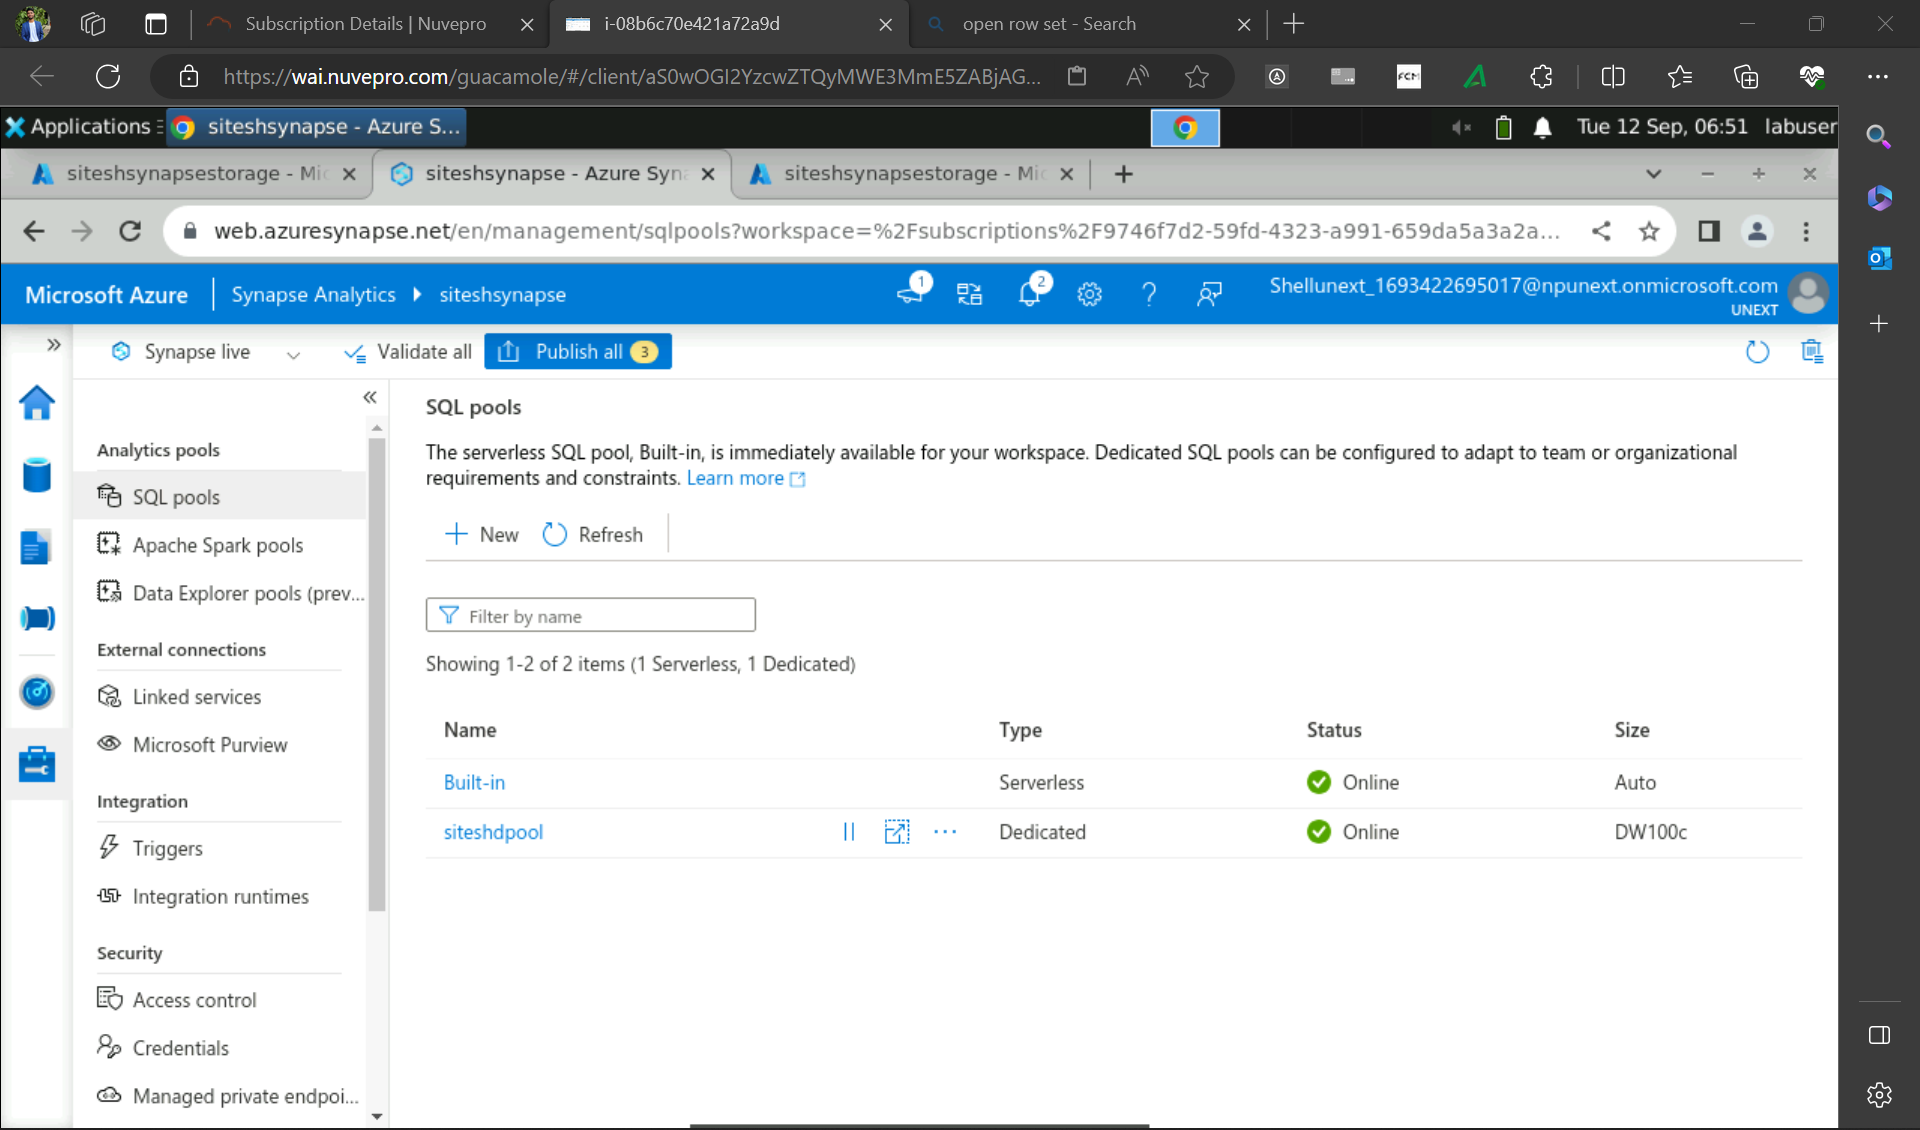 Subscription Details | Nuvepro
i-08b6c70e421a72a9d
open row set - Search
https://wai.nuvepro.com/guacamole/#/client/aS0wOGI2YzcwZTQyMWE3MmE5ZABjAG...
Applications
siteshsynapse - Azure S...
Tue 12 Sep, 06:51 labuser
siteshsynapsestorage - Mic
siteshsynapse - Azure Syna
siteshsynapsestorage - Mic
web.azuresynapse.net/en/management/sqlpools?workspace=%2Fsubscriptions%2F9746f7d2-59fd-4323-a991-659da5a3a2a...
Microsoft Azure
Synapse Analytics
siteshsynapse
1
2
Shellunext_1693422695017@npunext.onmicrosoft.com
UNEXT
Synapse live
Validate all
Publish all 3
Analytics pools
SQL pools
Apache Spark pools
Data Explorer pools (prev...
External connections
Linked services
Microsoft Purview
Integration
Triggers
Integration runtimes
Security
Access control
Credentials
Managed private endpoi...
SQL pools
The serverless SQL pool, Built-in, is immediately available for your workspace. Dedicated SQL pools can be configured to adapt to team or organizational
requirements and constraints. Learn more
New
Refresh
Filter by name
Showing 1-2 of 2 items (1 Serverless, 1 Dedicated)
Name Type Status Size
Built-in Serverless Online Auto
siteshdpool Dedicated Online DW100c